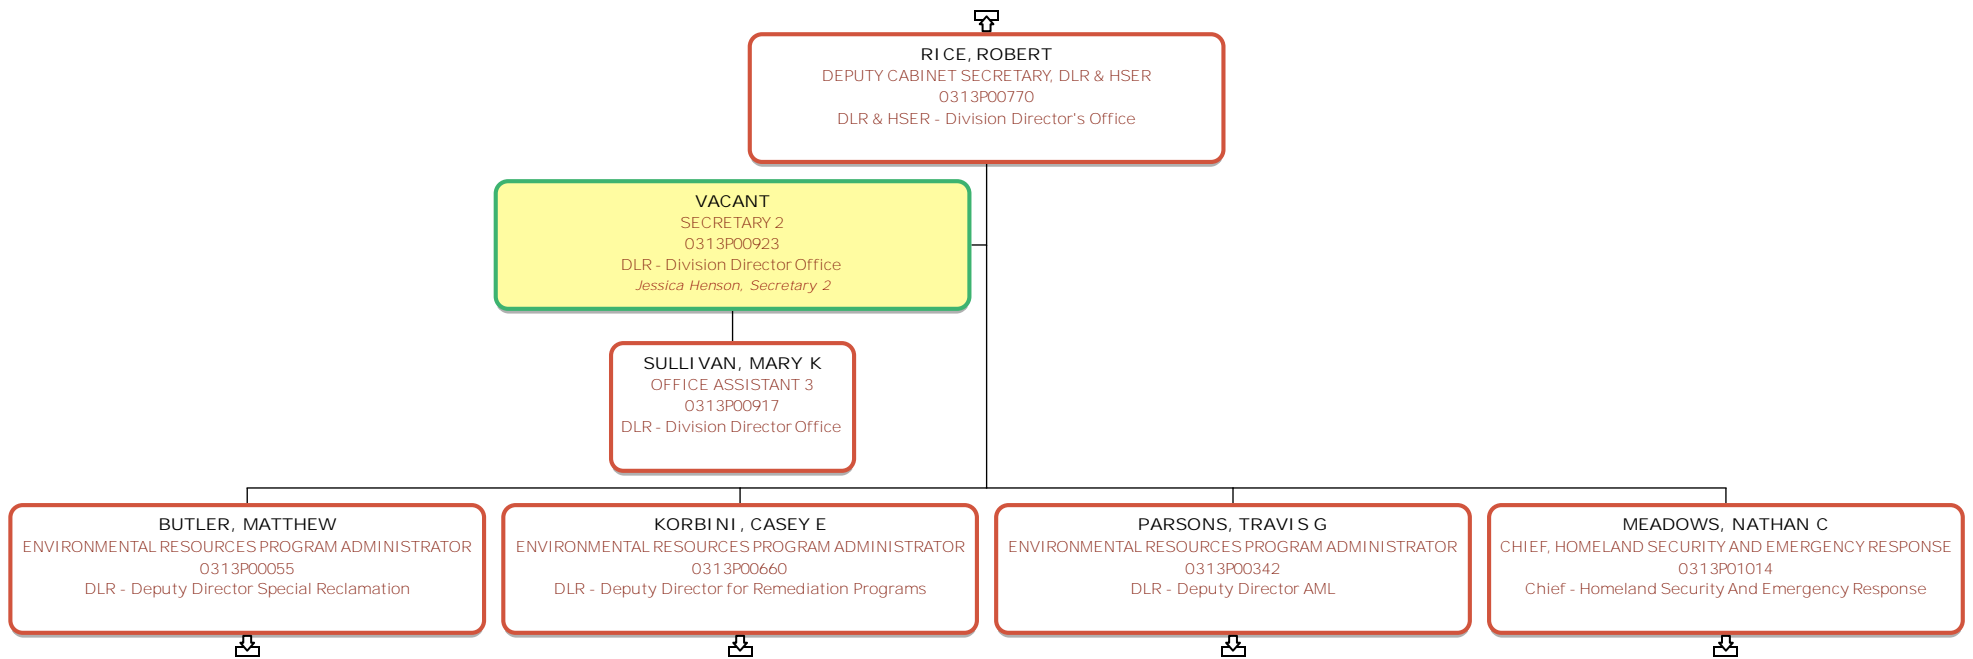 RICE, ROBERT
DEPUTY CABINET SECRETARY, DLR & HSER
0313P00770
DLR & HSER - Division Director's Office
VACANT
SECRETARY 2
0313P00923
DLR - Division Director Office
Jessica Henson, Secretary 2
SULLIVAN, MARY K
OFFICE ASSISTANT 3
0313P00917
DLR - Division Director Office
BUTLER, MATTHEW
ENVIRONMENTAL RESOURCES PROGRAM ADMINISTRATOR
0313P00055
DLR - Deputy Director Special Reclamation
KORBINI, CASEY E
ENVIRONMENTAL RESOURCES PROGRAM ADMINISTRATOR
0313P00660
DLR - Deputy Director for Remediation Programs
PARSONS, TRAVIS G
ENVIRONMENTAL RESOURCES PROGRAM ADMINISTRATOR
0313P00342
DLR - Deputy Director AML
MEADOWS, NATHAN C
CHIEF, HOMELAND SECURITY AND EMERGENCY RESPONSE
0313P01014
Chief - Homeland Security And Emergency Response